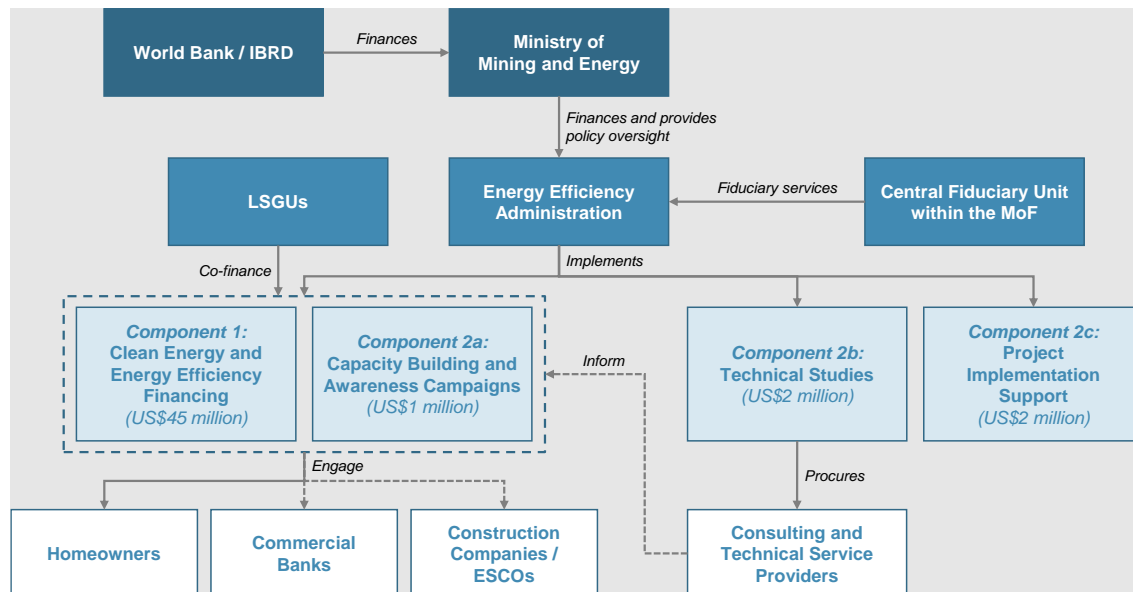 World Bank / IBRD
Finances
Ministry of
Mining and Energy
Finances and provides
policy oversight
LSGUs
Energy Efficiency
Administration
Fiduciary services
Central Fiduciary Unit
within the MoF
Co-finance
Implements
Component 1:
Clean Energy and
Energy Efficiency
Financing
(US$45 million)
Component 2a:
Capacity Building and
Awareness Campaigns
(US$1 million)
Inform
Component 2b:
Technical Studies
(US$2 million)
Component 2c:
Project
Implementation
Support
(US$2 million)
Engage
Procures
Homeowners
Commercial
Banks
Construction
Companies /
ESCOs
Consulting and
Technical Service
Providers